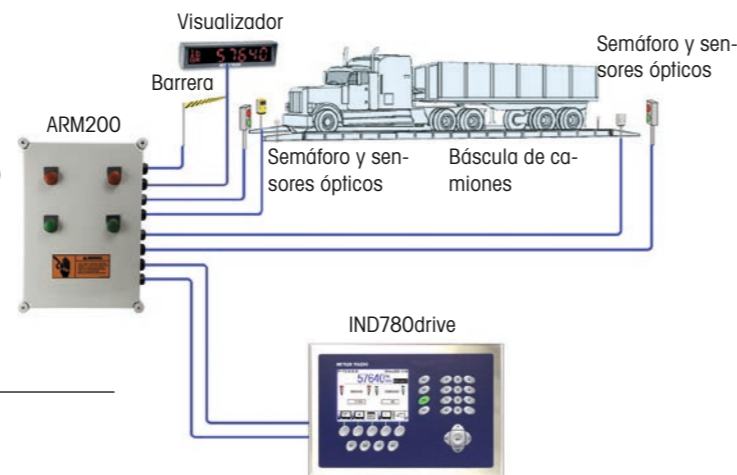 Visualizador
57640
Barrera
Semáforo y sen-
sores ópticos
ARM200
Semáforo y sen-
sores ópticos
Báscula de ca-
miones
IND780drive
METTLER TOLEDO
57640